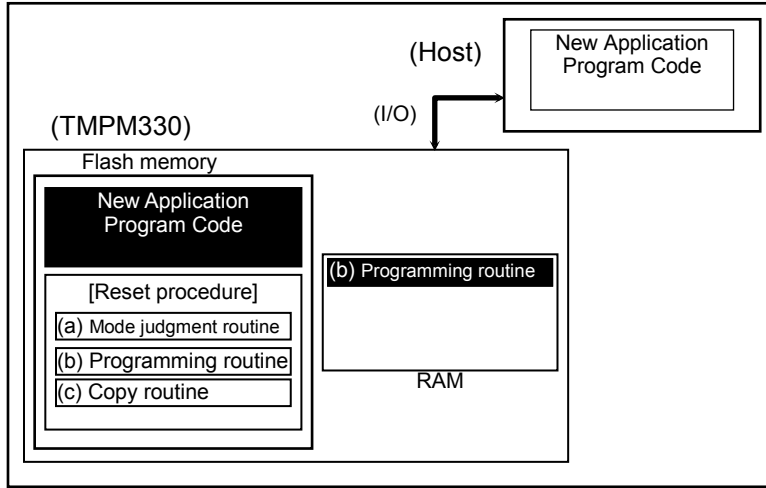 (Host)
New Application
Program Code
(I/O)
(TMPM330)
Flash memory
New Application
Program Code
[Reset procedure]
(a) Mode judgment routine
(b) Programming routine
(c) Copy routine
(b) Programming routine
RAM